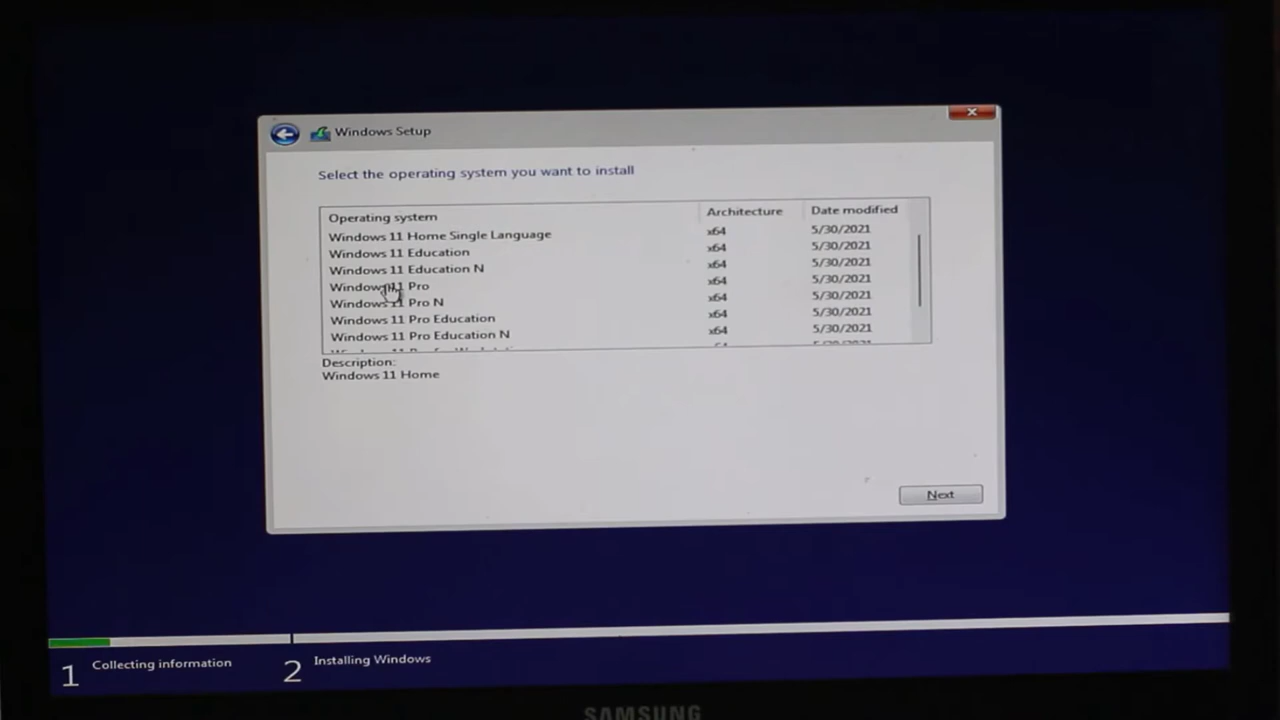 Windows Setup
Select the operating system you want to install
Operating system Architecture Date modified
Windows 11 Home Single Language x64 5/30/2021
Windows 11 Education x64 5/30/2021
Windows 11 Education N x64 5/30/2021
Windows 11 Pro x64 5/30/2021
Windows 11 Pro N x64 5/30/2021
Windows 11 Pro Education x64 5/30/2021
Windows 11 Pro Education N x64 5/30/2021
Description:
Windows 11 Home
Next
1 Collecting information 2 Installing Windows
SAMSUNG